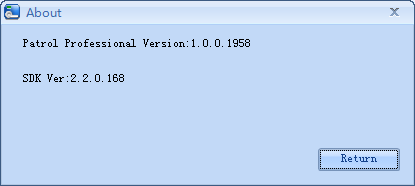 About
Patrol Professional Version:1.0.0.1958
SDK Ver:2.2.0.168
Return